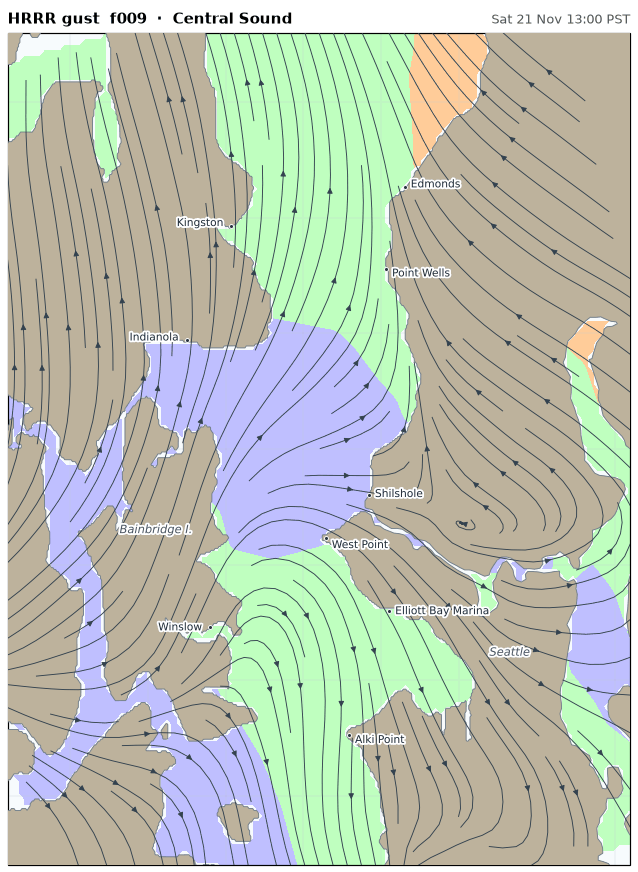 HRRR gust f009 · Central Sound
Sat 21 Nov 13:00 PST
Edmonds
Kingston
Point Wells
Indianola
Shilshole
Bainbridge I.
West Point
Elliott Bay Marina
Winslow
Seattle
Alki Point